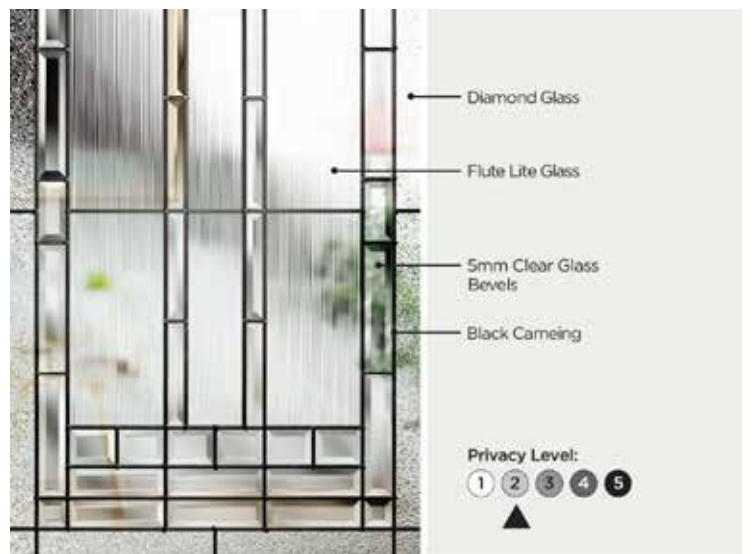 Diamond Glass
Flute Lite Glass
5mm Clear Glass
Bevels
Black Cameing
Privacy Level:
1 2 3 4 5